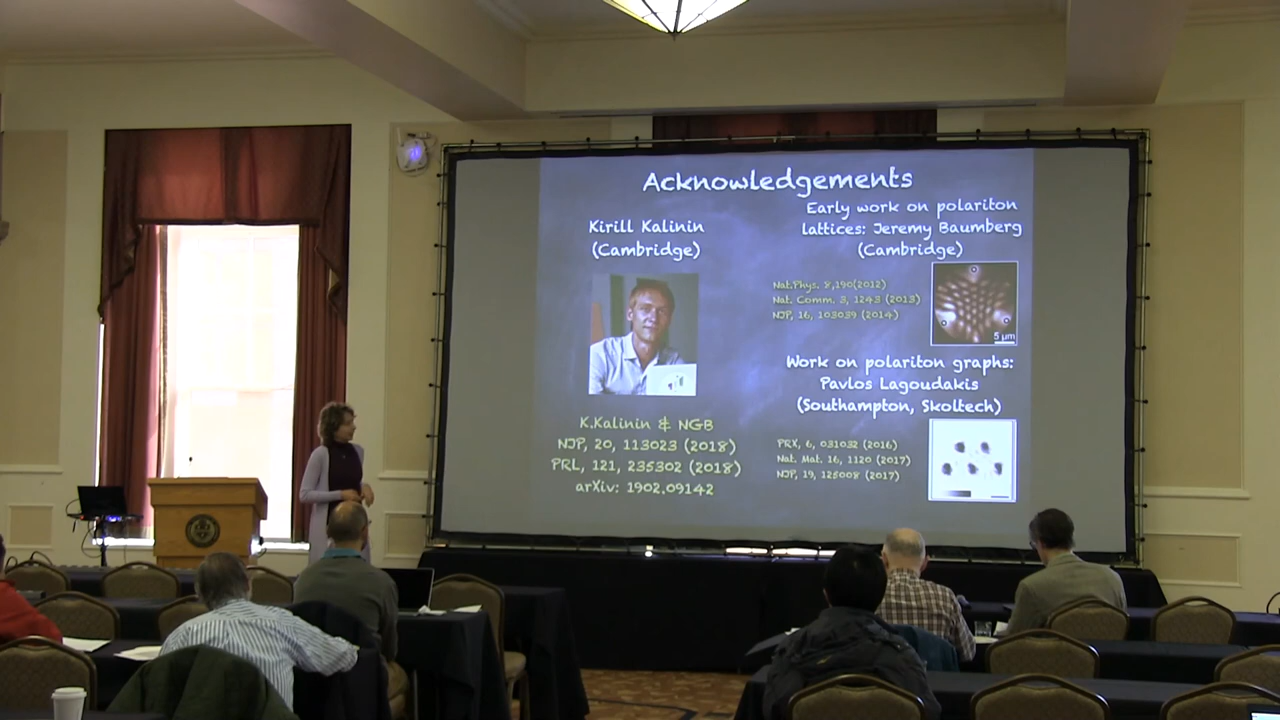 Acknowledgements
Kirill Kalinin
(Cambridge)
K.Kalinin & NGB
NJP, 20, 113023 (2018)
PRL, 121, 235302 (2018)
arXiv: 1902.09142
Early work on polariton
lattices: Jeremy Baumberg
(Cambridge)
Nat.Phys. 8,190(2012)
Nat. Comm. 3, 1243 (2013)
NJP, 16, 103039 (2014)
5 µm
Work on polariton graphs:
Pavlos Lagoudakis
(Southampton, Skoltech)
PRX, 6, 031032 (2016)
Nat. Mat. 16, 1120 (2017)
NJP, 19, 125008 (2017)